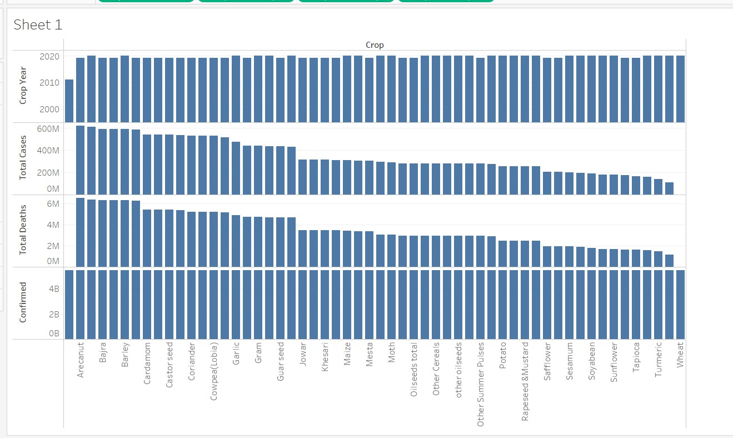 Sheet 1
Crop
Crop Year
2020
2010
2000
Total Cases
600M
400M
200M
0M
Total Deaths
6M
4M
2M
0M
Confirmed
4B
2B
0B
Arecanut
Bajra
Barley
Cardamom
Castor seed
Coriander
Cowpea(Lobia)
Garlic
Gram
Guar seed
Jowar
Khesari
Maize
Mesta
Moth
Oilseeds total
Other Cereals
other oilseeds
Other Summer Pulses
Potato
Rapeseed &Mustard
Safflower
Sesamum
Soyabean
Sunflower
Tapioca
Turmeric
Wheat